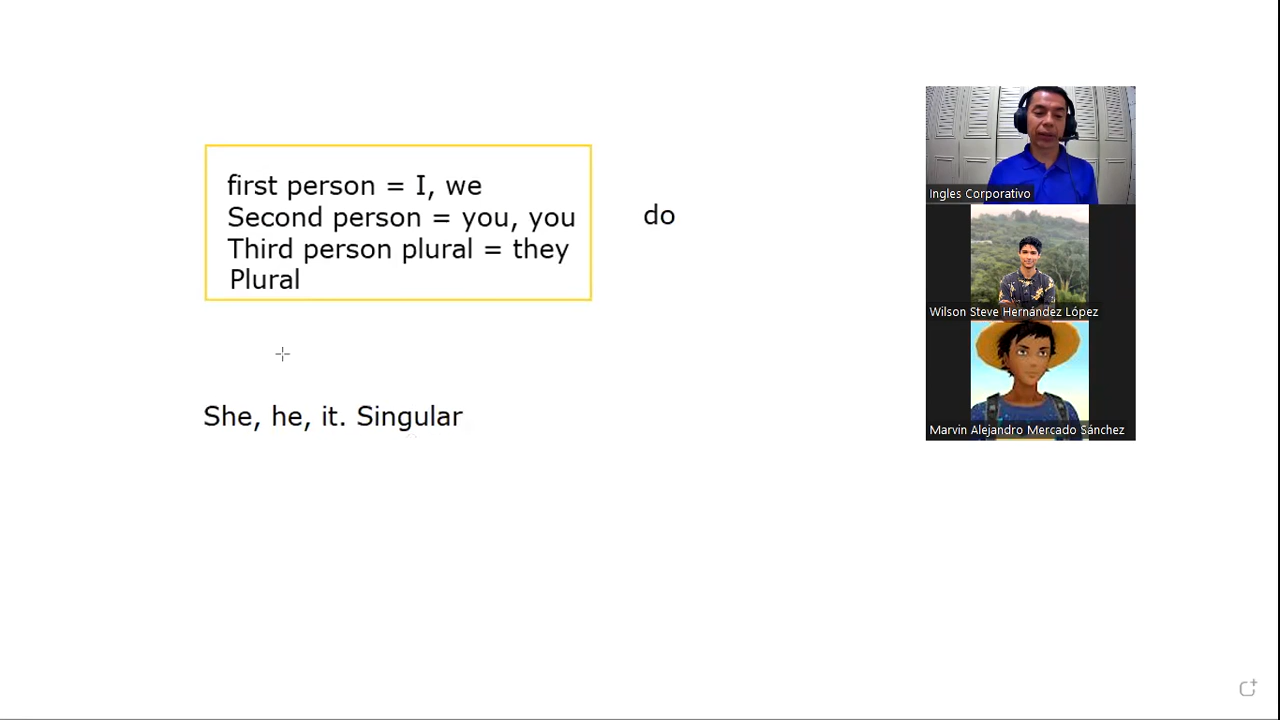 first person = I, we
Second person = you, you
Third person plural = they
Plural
do
She, he, it. Singular
Ingles Corporativo
Wilson Steve Hernández López
Marvin Alejandro Mercado Sánchez